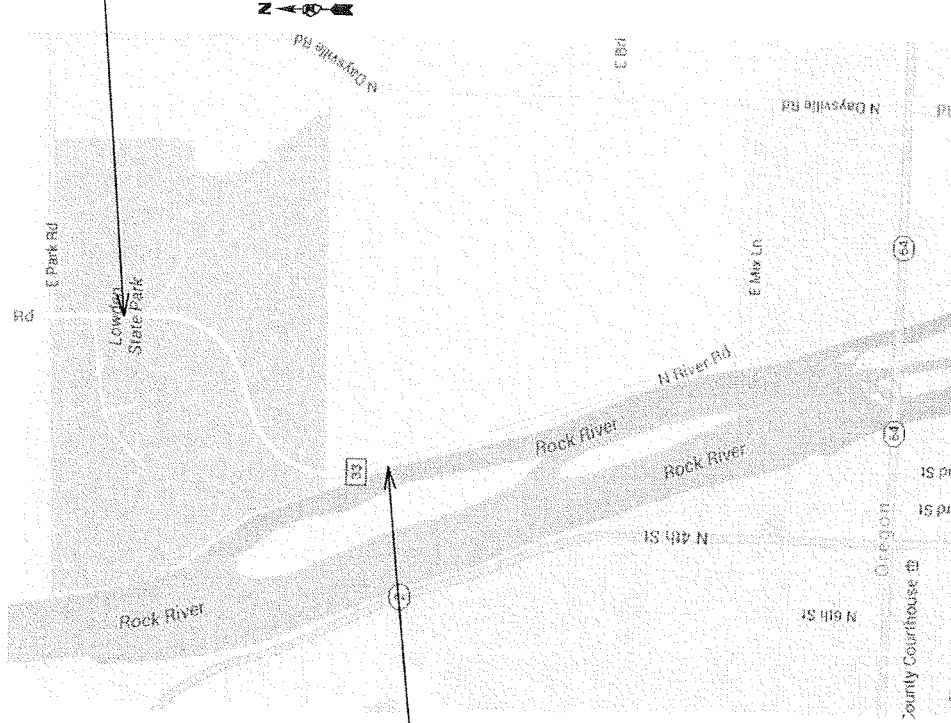 N
N Daysville Rd
E Bri
N Daysville Rd
E Park Rd
Rd
Lowden
State Park
64
E Mix Ln
N River Rd
33
Rock River
Rock River
64
N 4th St
Oregon
Rock River
N 6th St
County Courthouse